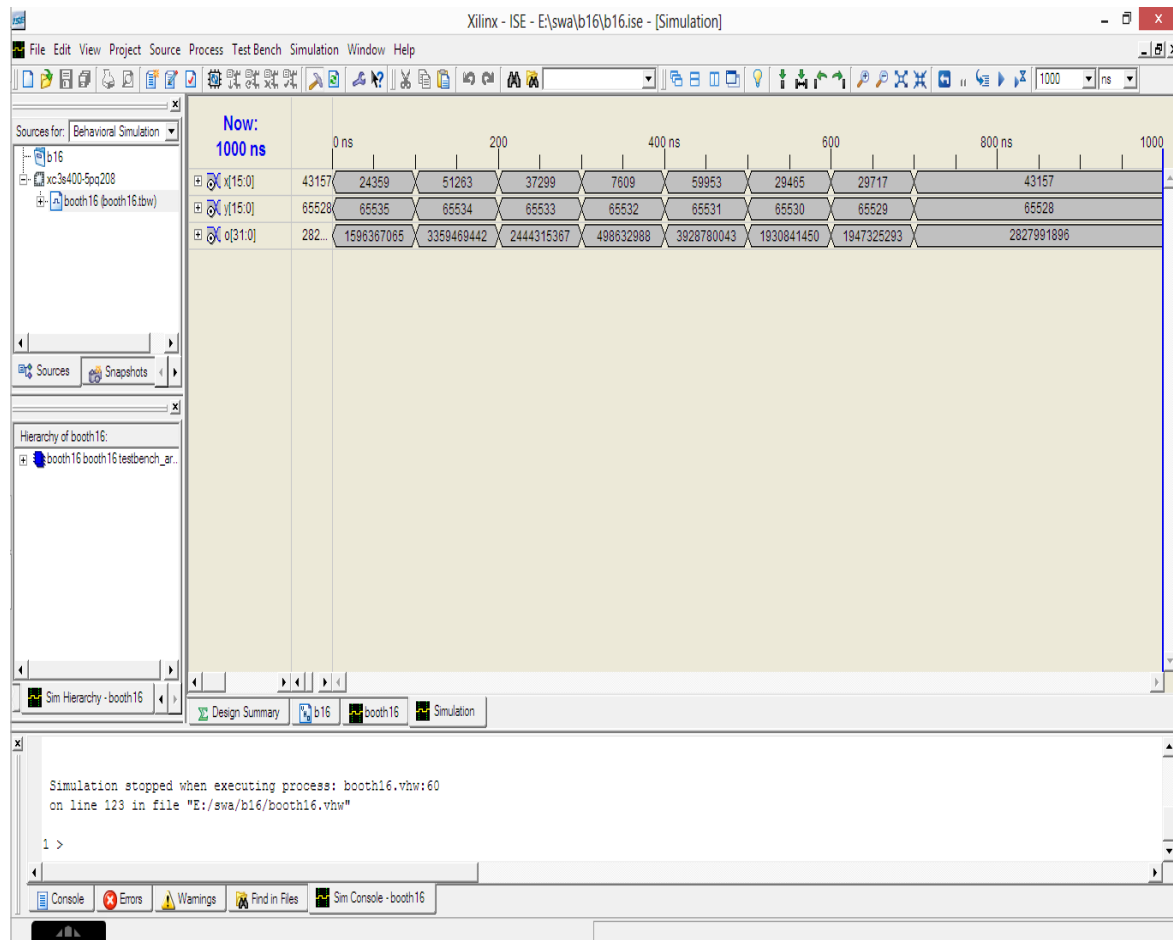 ISE
Xilinx - ISE - E:\swa\b16\b16.ise - [Simulation]
File Edit View Project Source Process Test Bench Simulation Window Help
1000 ns
Sources for: Behavioral Simulation
b16
xc3s400-5pq208
booth16 (booth16.tbw)
Sources Snapshots
Hierarchy of booth16:
booth16 booth16 testbench_ar..
Sim Hierarchy - booth16
Now:
1000 ns
0 ns 200 400 ns 600 800 ns 1000
x[15:0] 43157 24359 51263 37299 7609 59953 29465 29717 43157
y[15:0] 65528 65535 65534 65533 65532 65531 65530 65529 65528
o[31:0] 282... 1596367065 3359469442 2444315367 498632988 3928780043 1930841450 1947325293 2827991896
Design Summary b16 booth16 Simulation
Simulation stopped when executing process: booth16.vhw:60
on line 123 in file "E:/swa/b16/booth16.vhw"
1 >
Console Errors Warnings Find in Files Sim Console - booth16